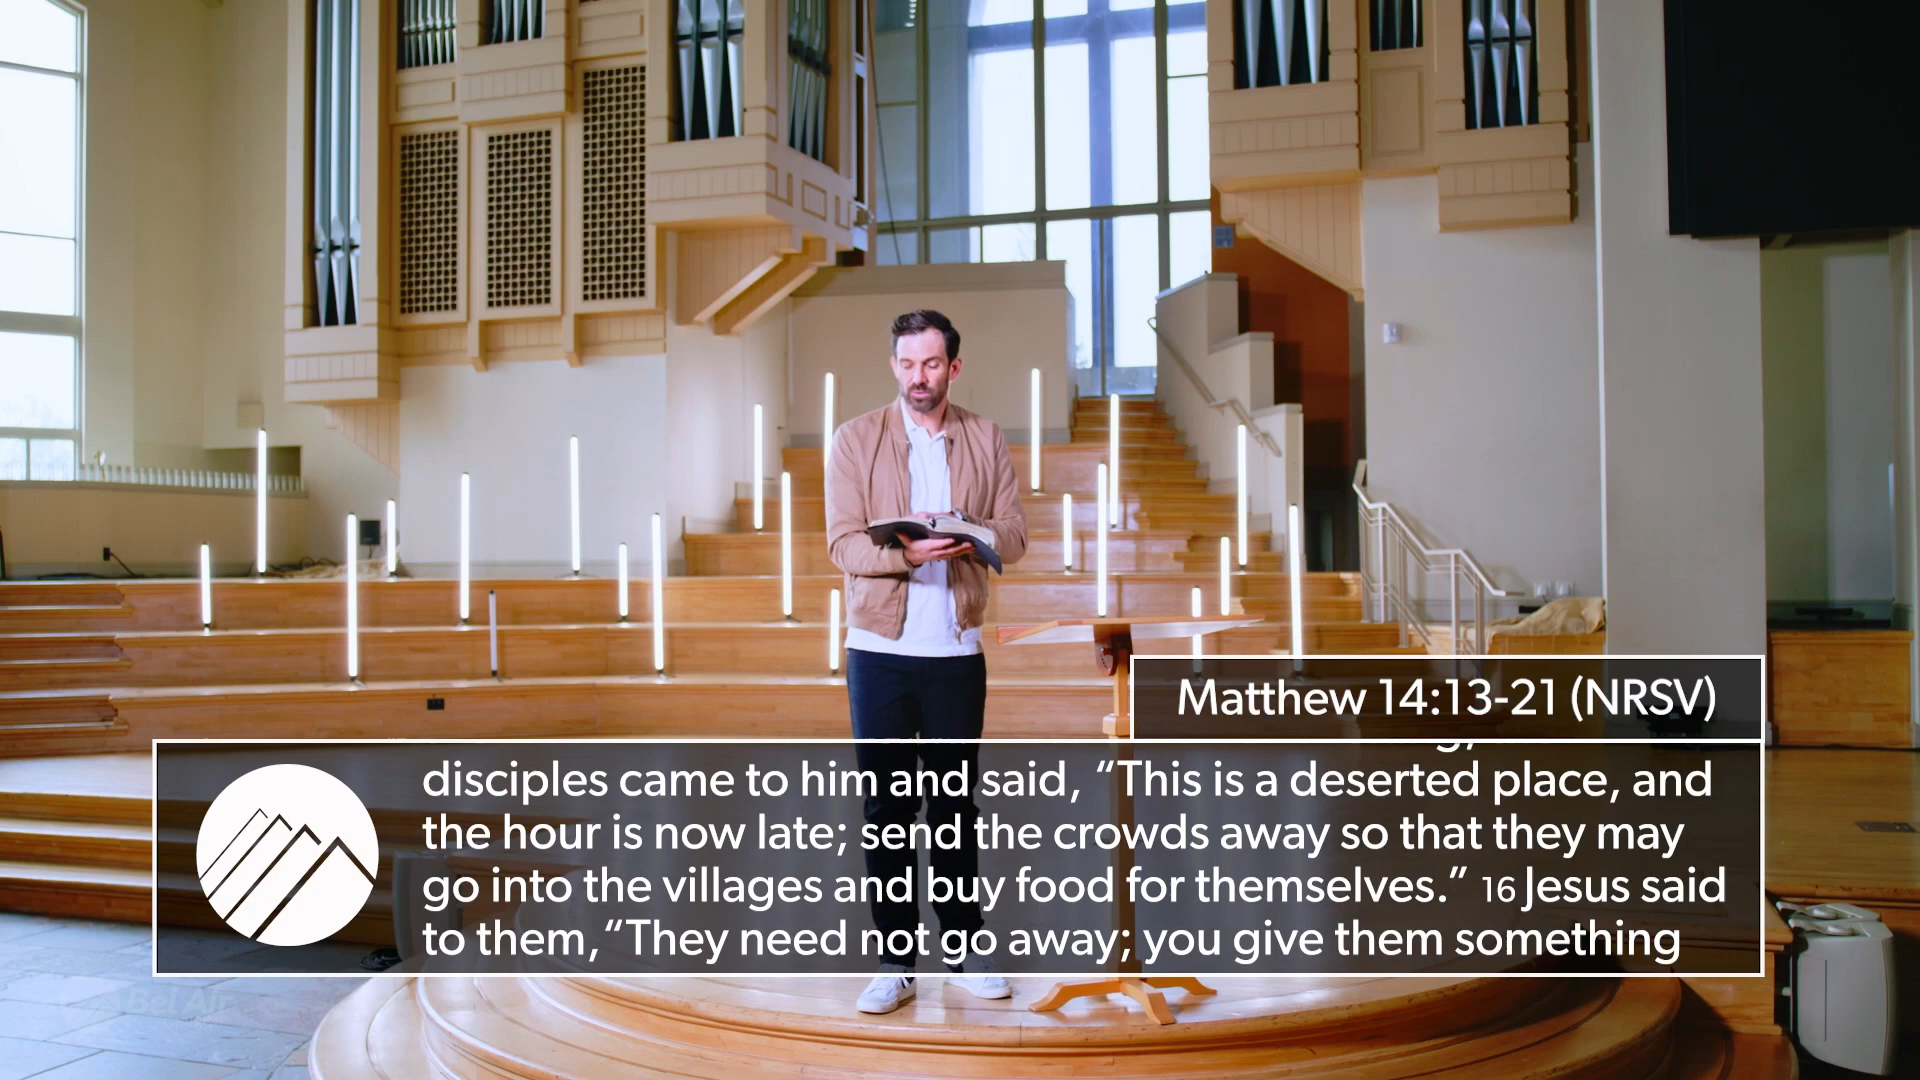 Matthew 14:13-21 (NRSV)
disciples came to him and said, “This is a deserted place, and
the hour is now late; send the crowds away so that they may
go into the villages and buy food for themselves.” 16 Jesus said
to them, “They need not go away; you give them something
Bel Air